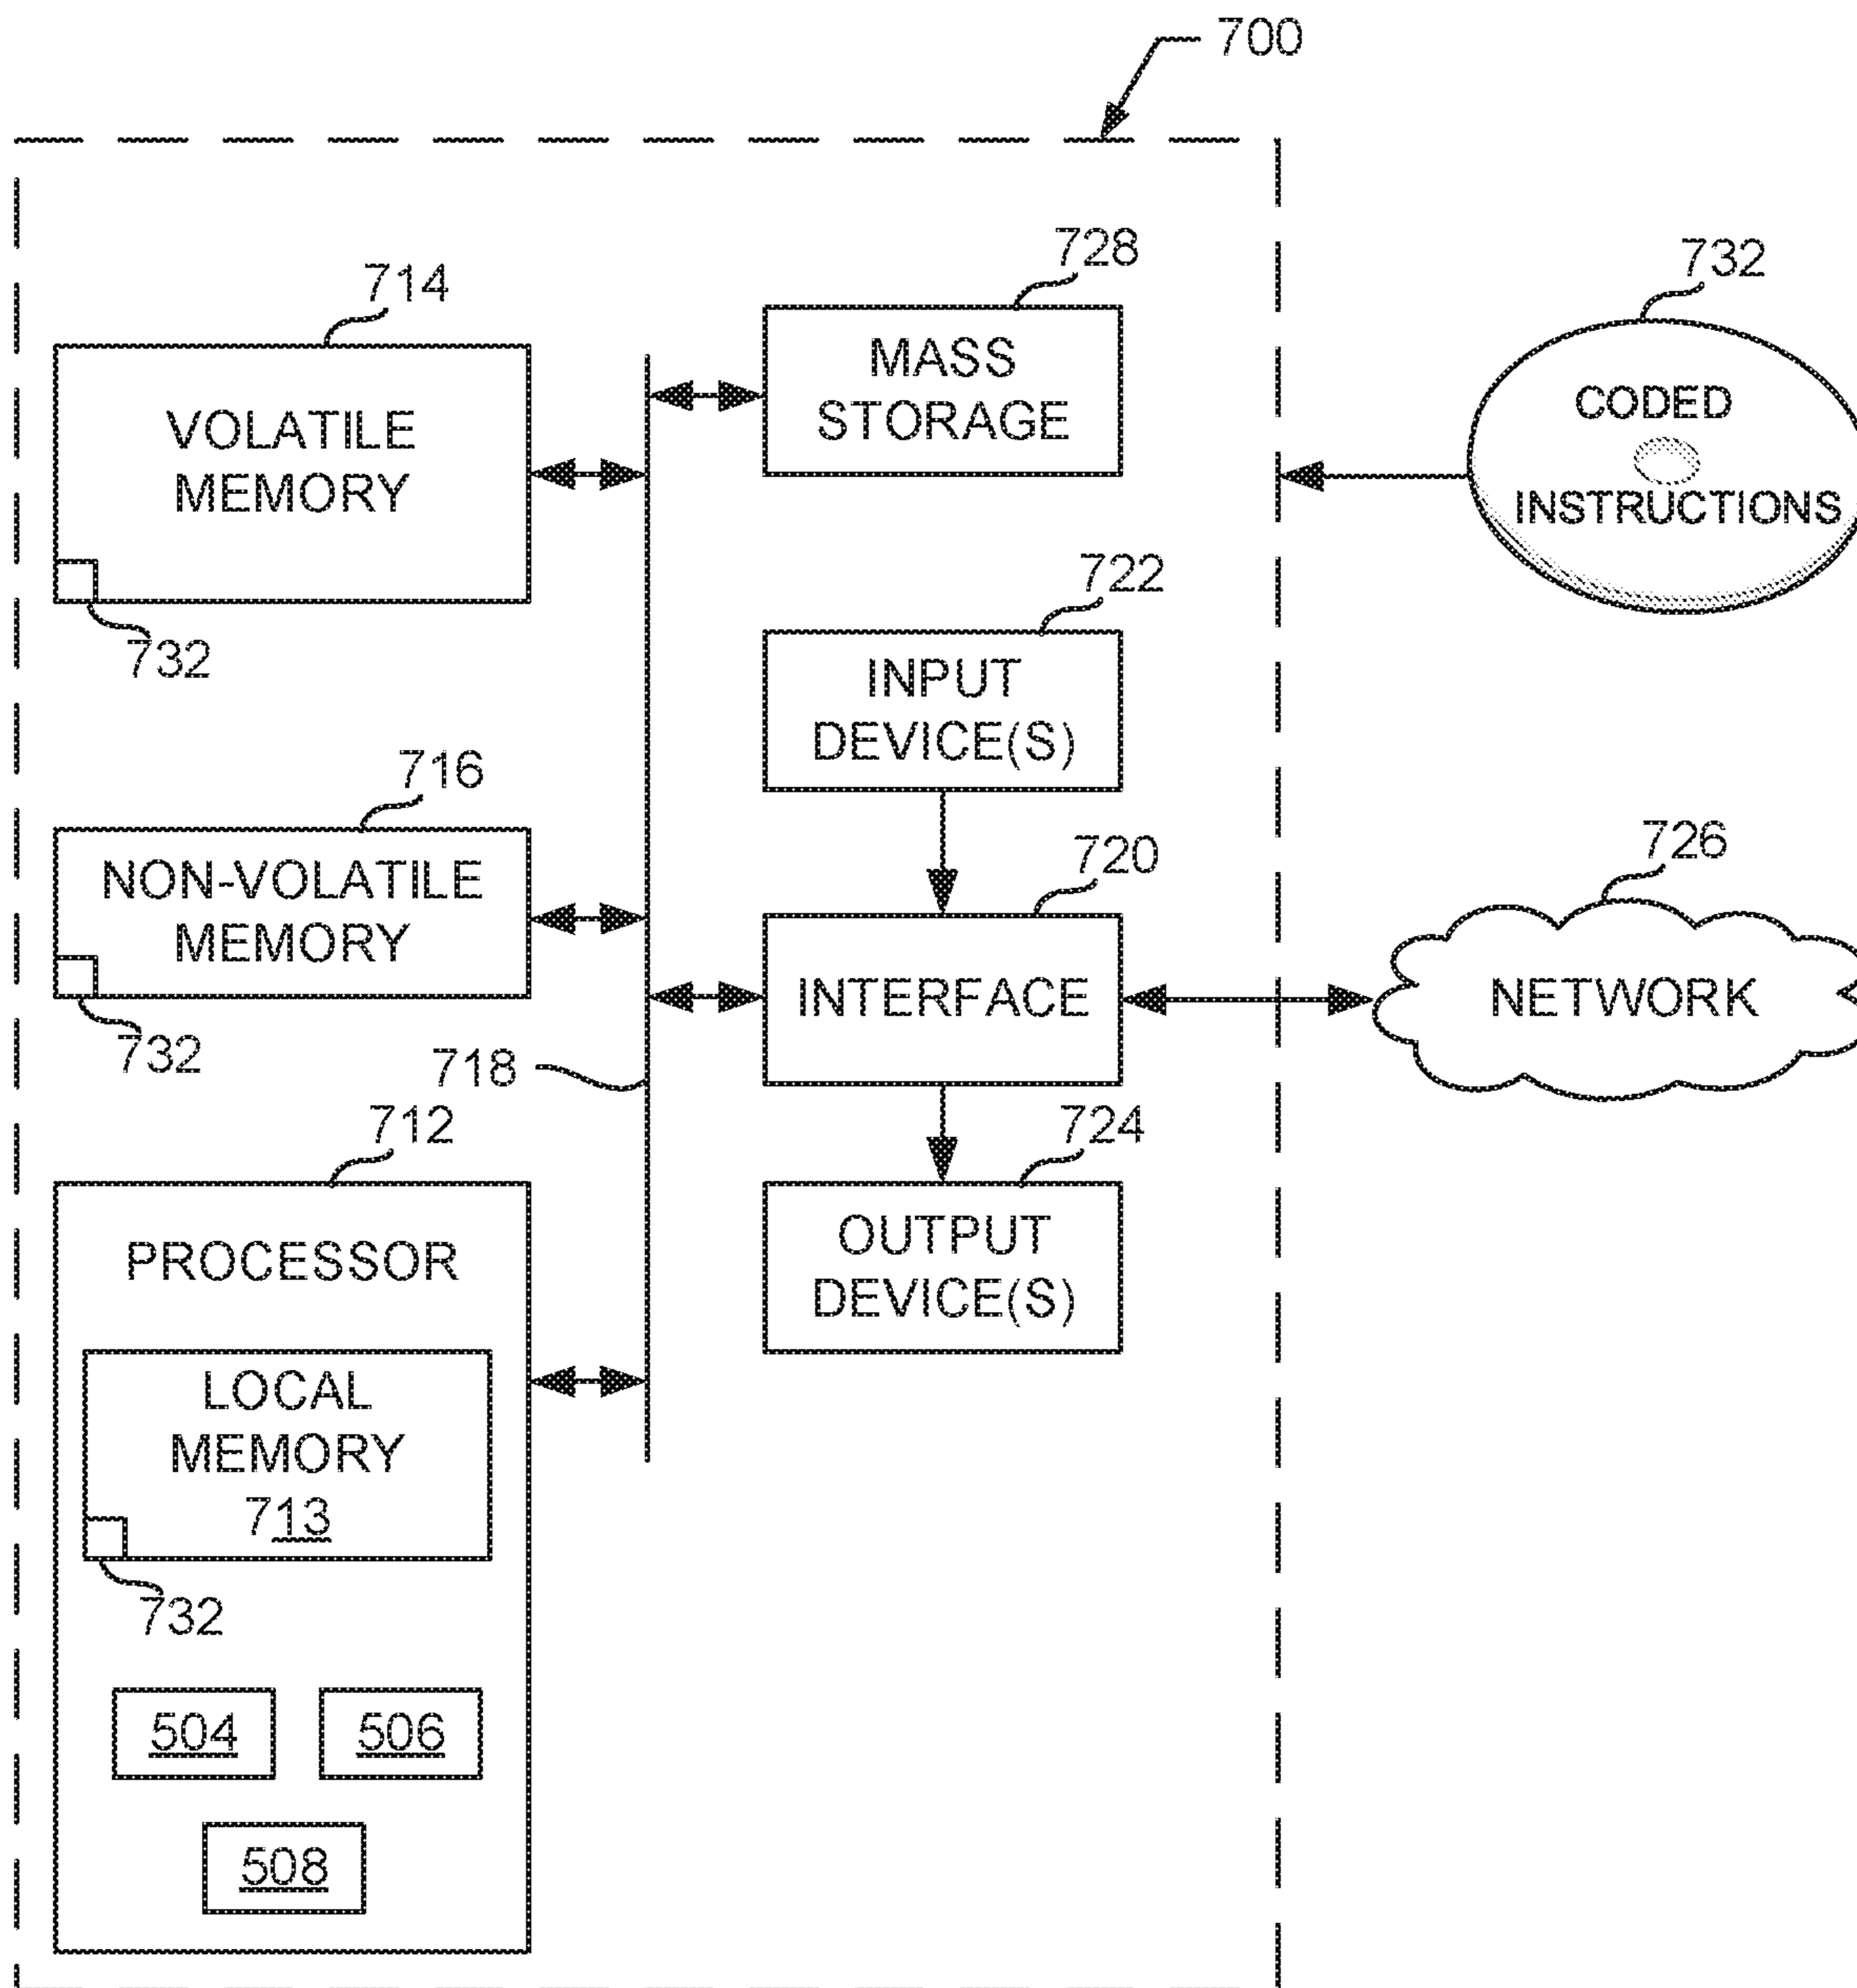 700
728
732
714
MASS
STORAGE
CODED
INSTRUCTIONS
VOLATILE
MEMORY
722
732
INPUT
DEVICE(S)
716
720
726
NON-VOLATILE
MEMORY
INTERFACE
NETWORK
732
718
712
724
PROCESSOR
OUTPUT
DEVICE(S)
LOCAL
MEMORY
713
732
504
506
508